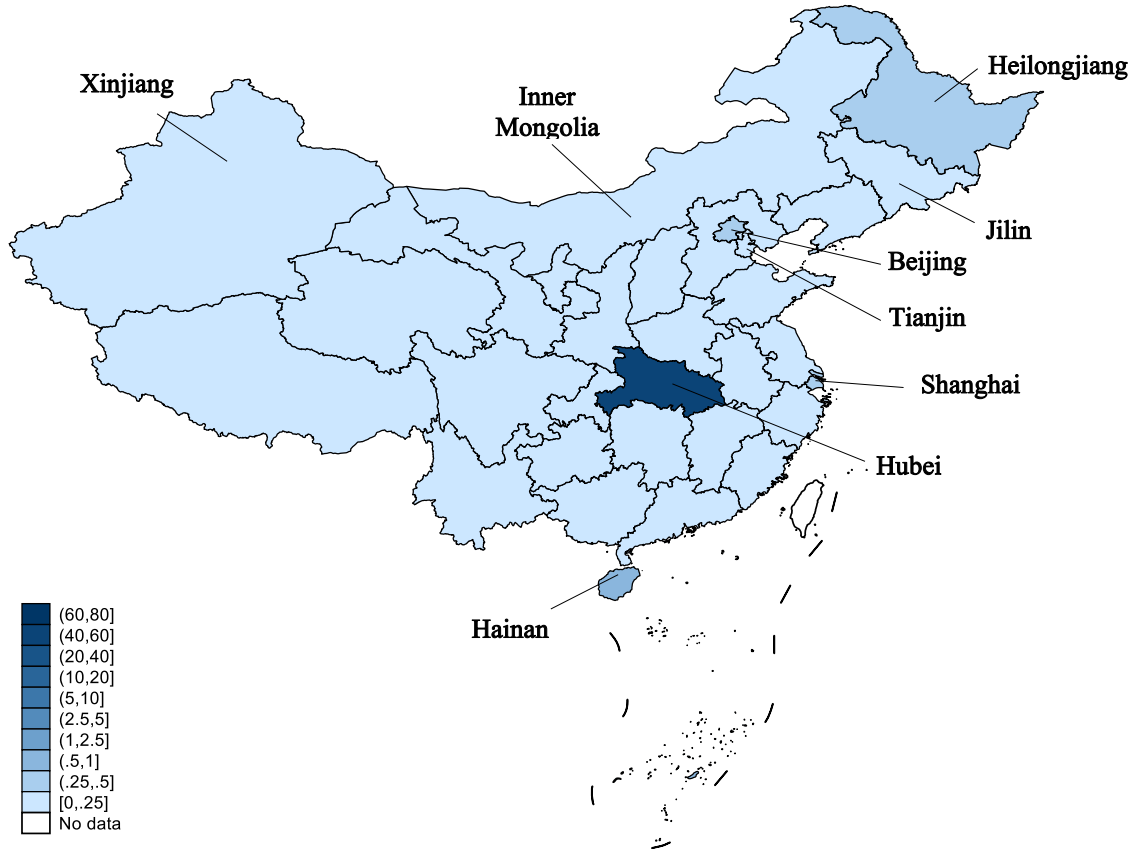 Heilongjiang
Xinjiang
Inner
Mongolia
Jilin
Beijing
Tianjin
Shanghai
Hubei
Hainan
(60,80]
(40,60]
(20,40]
(10,20]
(5,10]
(2.5,5]
(1,2.5]
(.5,1]
(.25,.5]
[0,.25]
No data